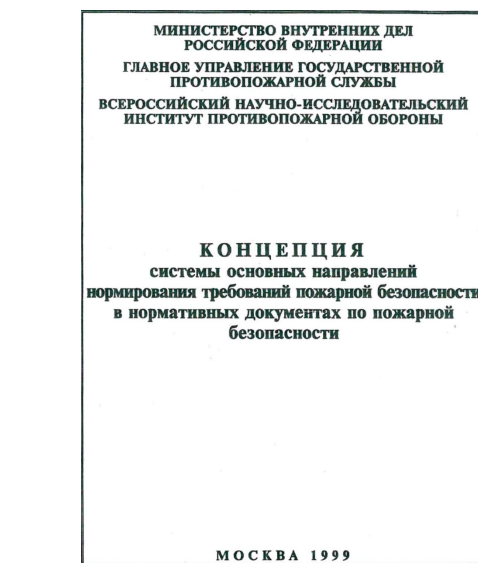 МИНИСТЕРСТВО ВНУТРЕННИХ ДЕЛ
РОССИЙСКОЙ ФЕДЕРАЦИИ
ГЛАВНОЕ УПРАВЛЕНИЕ ГОСУДАРСТВЕННОЙ
ПРОТИВОПОЖАРНОЙ СЛУЖБЫ
ВСЕРОССИЙСКИЙ НАУЧНО-ИССЛЕДОВАТЕЛЬСКИЙ
ИНСТИТУТ ПРОТИВОПОЖАРНОЙ ОБОРОНЫ
КОНЦЕПЦИЯ
системы основных направлений
нормирования требований пожарной безопасности
в нормативных документах по пожарной
безопасности
МОСКВА 1999